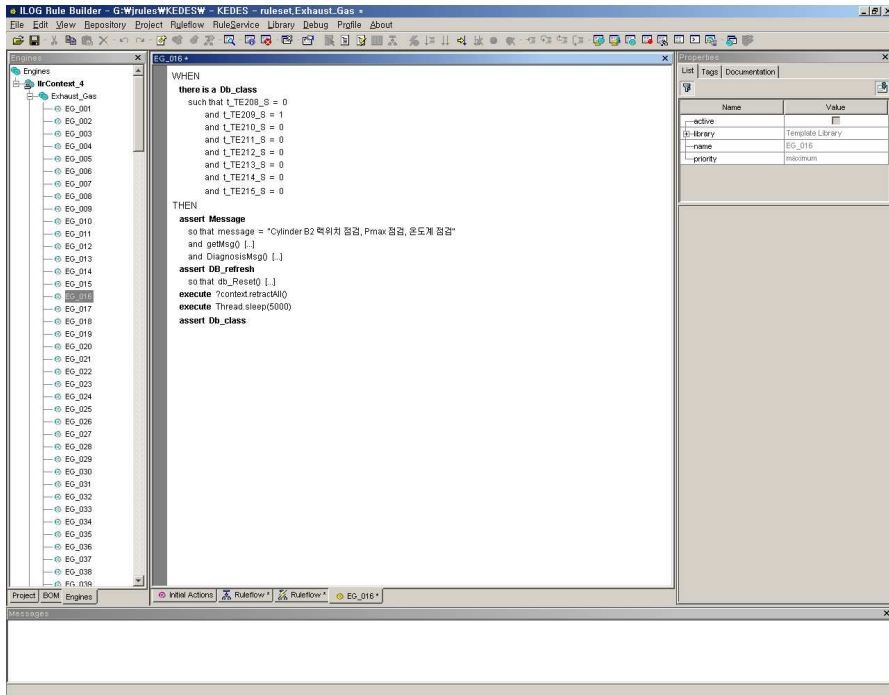 ILOG Rule Builder - G:₩jrules₩KEDES₩ - KEDES - ruleset,Exhaust_Gas *
File Edit View Repository Project Ruleflow RuleService Library Debug Profile About
Engines
Engines
IlrContext_4
Exhaust_Gas
EG_001
EG_002
EG_003
EG_004
EG_005
EG_006
EG_007
EG_008
EG_009
EG_010
EG_011
EG_012
EG_013
EG_014
EG_015
EG_016
EG_017
EG_018
EG_019
EG_020
EG_021
EG_022
EG_023
EG_024
EG_025
EG_026
EG_027
EG_028
EG_029
EG_030
EG_031
EG_032
EG_033
EG_034
EG_035
EG_036
EG_037
EG_038
EG_039
Project BOM Engines
EG_016 *
WHEN
there is a Db_class
such that t_TE208_S = 0
and t_TE209_S = 1
and t_TE210_S = 0
and t_TE211_S = 0
and t_TE212_S = 0
and t_TE213_S = 0
and t_TE214_S = 0
and t_TE215_S = 0
THEN
assert Message
so that message = "Cylinder B2 랙위치 점검, Pmax 점검, 온도계 점검"
and getMsg() [...]
and DiagnosisMsg() [...]
assert DB_refresh
so that db_Reset() [...]
execute ?context.retractAll()
execute Thread.sleep(5000)
assert Db_class
Initial Actions Ruleflow * Ruleflow * EG_016 *
Properties
List Tags Documentation
Name Value
active
library Template Library
name EG_016
priority maximum
Messages